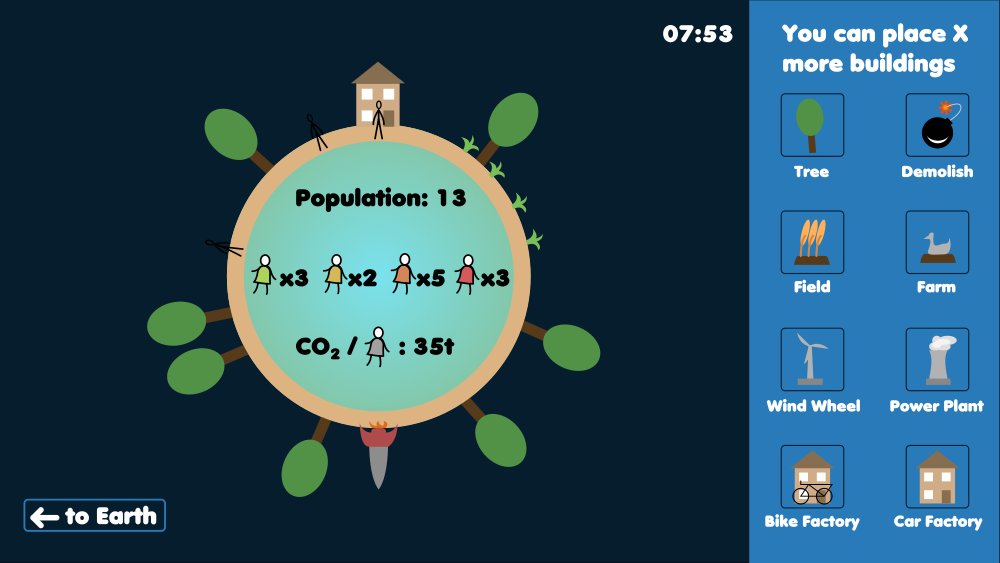 07:53
You can place X
more buildings
Population: 13
x3 x2 x5 x3
CO₂ / : 35t
← to Earth
Tree
Demolish
Field
Farm
Wind Wheel
Power Plant
Bike Factory
Car Factory